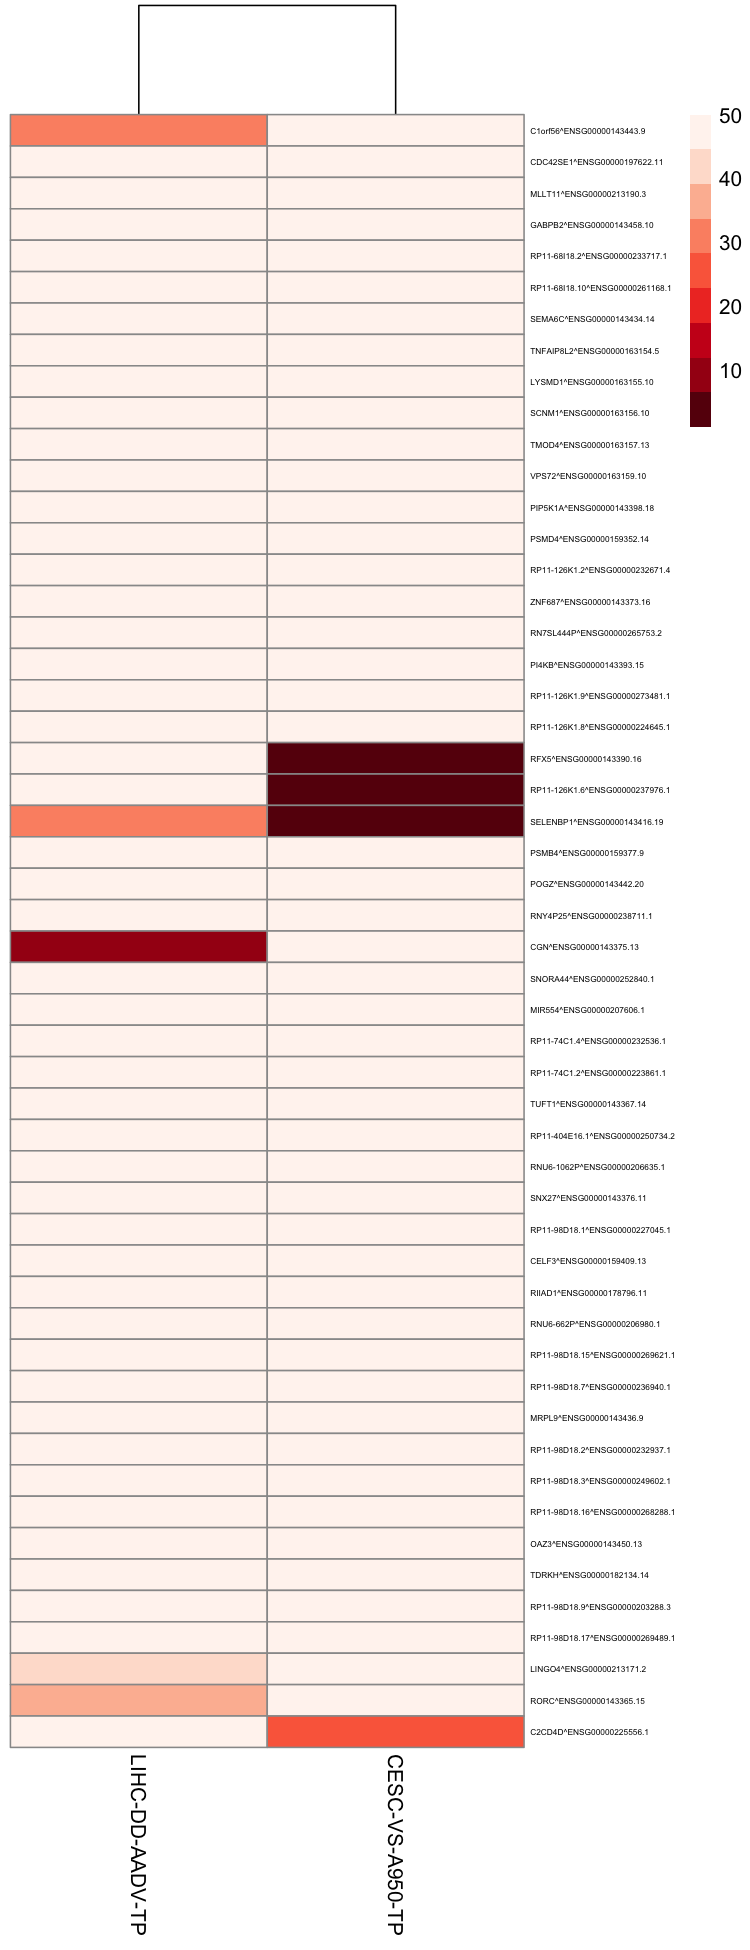 C1orf56^ENSG00000143443.9
CDC42SE1^ENSG00000197622.11
MLLT11^ENSG00000213190.3
GABPB2^ENSG00000143458.10
RP11-68I18.2^ENSG00000233717.1
RP11-68I18.10^ENSG00000261168.1
SEMA6C^ENSG00000143434.14
TNFAIP8L2^ENSG00000163154.5
LYSMD1^ENSG00000163155.10
SCNM1^ENSG00000163156.10
TMOD4^ENSG00000163157.13
VPS72^ENSG00000163159.10
PIP5K1A^ENSG00000143398.18
PSMD4^ENSG00000159352.14
RP11-126K1.2^ENSG00000232671.4
ZNF687^ENSG00000143373.16
RN7SL444P^ENSG00000265753.2
PI4KB^ENSG00000143393.15
RP11-126K1.9^ENSG00000273481.1
RP11-126K1.8^ENSG00000224645.1
RFX5^ENSG00000143390.16
RP11-126K1.6^ENSG00000237976.1
SELENBP1^ENSG00000143416.19
PSMB4^ENSG00000159377.9
POGZ^ENSG00000143442.20
RNY4P25^ENSG00000238711.1
CGN^ENSG00000143375.13
SNORA44^ENSG00000252840.1
MIR554^ENSG00000207606.1
RP11-74C1.4^ENSG00000232536.1
RP11-74C1.2^ENSG00000223861.1
TUFT1^ENSG00000143367.14
RP11-404E16.1^ENSG00000250734.2
RNU6-1062P^ENSG00000206635.1
SNX27^ENSG00000143376.11
RP11-98D18.1^ENSG00000227045.1
CELF3^ENSG00000159409.13
RIIAD1^ENSG00000178796.11
RNU6-662P^ENSG00000206980.1
RP11-98D18.15^ENSG00000269621.1
RP11-98D18.7^ENSG00000236940.1
MRPL9^ENSG00000143436.9
RP11-98D18.2^ENSG00000232937.1
RP11-98D18.3^ENSG00000249602.1
RP11-98D18.16^ENSG00000268288.1
OAZ3^ENSG00000143450.13
TDRKH^ENSG00000182134.14
RP11-98D18.9^ENSG00000203288.3
RP11-98D18.17^ENSG00000269489.1
LINGO4^ENSG00000213171.2
RORC^ENSG00000143365.15
C2CD4D^ENSG00000225556.1
50
40
30
20
10
LIHC-DD-AADV-TP
CESC-VS-A950-TP